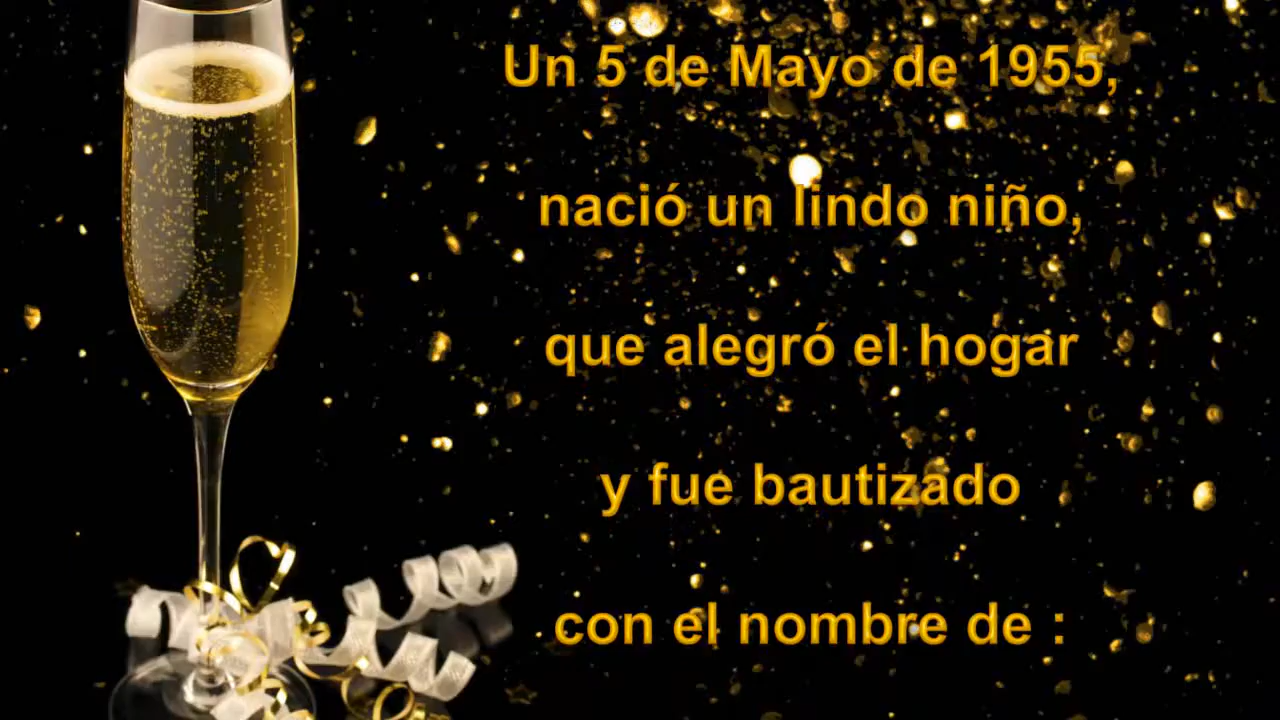 Un 5 de Mayo de 1955,
nació un lindo niño,
que alegró el hogar
y fue bautizado
con el nombre de :